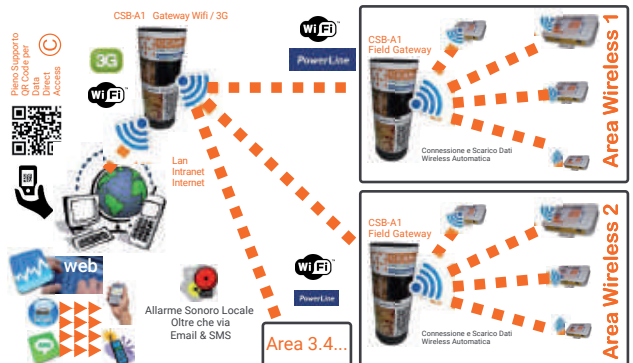 CSB-A1 Gateway Wifi / 3G
Pieno Supporto
QR Code per
Data
Direct
Access
©
3G
WiFi
WiFi
PowerLine
Lan
Intranet
Internet
web
Allarme Sonoro Locale
Oltre che via
Email & SMS
WiFi
PowerLine
Area 3.4...
CSB-A1
Field Gateway
Connessione e Scarico Dati
Wireless Automatica
Area Wireless 1
CSB-A1
Field Gateway
Connessione e Scarico Dati
Wireless Automatica
Area Wireless 2